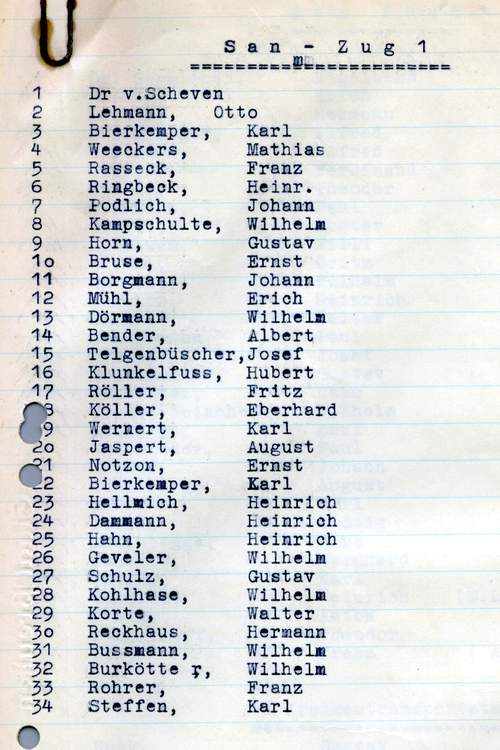 San - Zug 1
1 Dr v.Scheven
2 Lehmann, Otto
3 Bierkemper, Karl
4 Weeckers, Mathias
5 Rasseck, Franz
6 Ringbeck, Heinr.
7 Podlich, Johann
8 Kampschulte, Wilhelm
9 Horn, Gustav
1o Bruse, Ernst
11 Borgmann, Johann
12 Mühl, Erich
13 Dörmann, Wilhelm
14 Bender, Albert
15 Telgenbüscher,Josef
16 Klunkelfuss, Hubert
17 Röller, Fritz
8 Köller, Eberhard
9 Wernert, Karl
2o Jaspert, August
21 Notzon, Ernst
22 Bierkemper, Karl
23 Hellmich, Heinrich
24 Dammann, Heinrich
25 Hahn, Heinrich
26 Geveler, Wilhelm
27 Schulz, Gustav
28 Kohlhase, Wilhelm
29 Korte, Walter
3o Reckhaus, Hermann
31 Bussmann, Wilhelm
32 Burkötte r, Wilhelm
33 Rohrer, Franz
34 Steffen, Karl